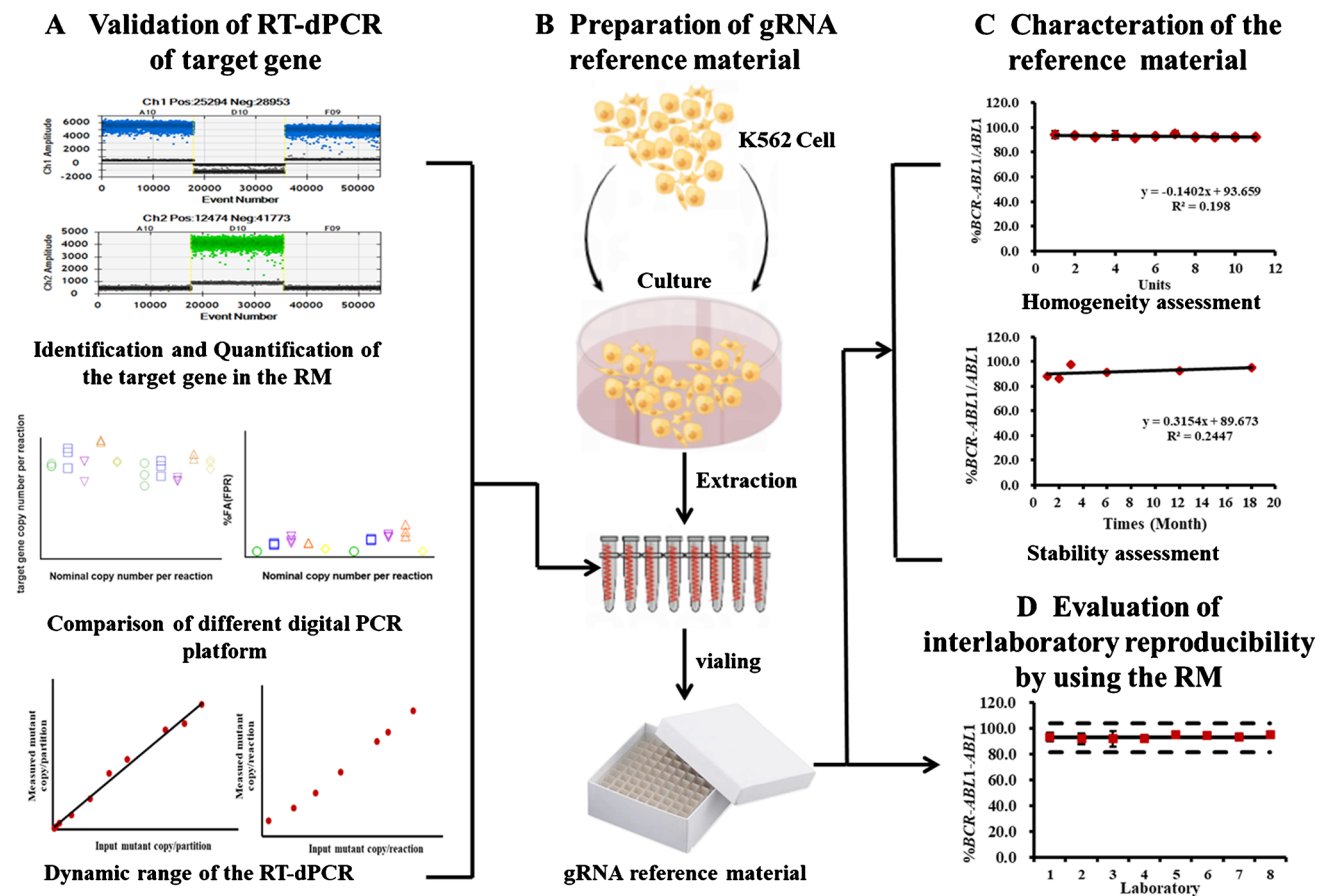 A Validation of RT-dPCR
of target gene
Ch1 Pos:25294 Neg:28953
A10 D10 F09
Ch1 Amplitude
6000
4000
2000
0
-2000
0 10000 20000 30000 40000 50000
Event Number
Ch2 Pos:12474 Neg:41773
A10 D10 F09
Ch2 Amplitude
5000
4000
3000
2000
1000
0
0 10000 20000 30000 40000 50000
Event Number
Identification and Quantification of
the target gene in the RM
target gene copy number per reaction
Nominal copy number per reaction
%FA(FPR)
Nominal copy number per reaction
Comparison of different digital PCR
platform
Measured mutant
copy/partition
Input mutant copy/partition
Measued mutant
copy/reaction
Input mutant copy/reaction
Dynamic range of the RT-dPCR
B Preparation of gRNA
reference material
K562 Cell
Culture
Extraction
vialing
gRNA reference material
C Characteration of the
reference material
%BCR-ABL1/ABL1
120.0
100.0
80.0
60.0
40.0
20.0
0.0
y = -0.1402x + 93.659
R² = 0.198
0 2 4 6 8 10 12
Units
Homogeneity assessment
%BCR-ABL1/ABL1
120.0
100.0
80.0
60.0
40.0
20.0
0.0
y = 0.3154x + 89.673
R² = 0.2447
0 2 4 6 8 10 12 14 16 18 20
Times (Month)
Stability assessment
D Evaluation of
interlaboratory reproducibility
by using the RM
%BCR-ABL1-ABL1
120.0
100.0
80.0
60.0
40.0
20.0
0.0
1 2 3 4 5 6 7 8
Laboratory